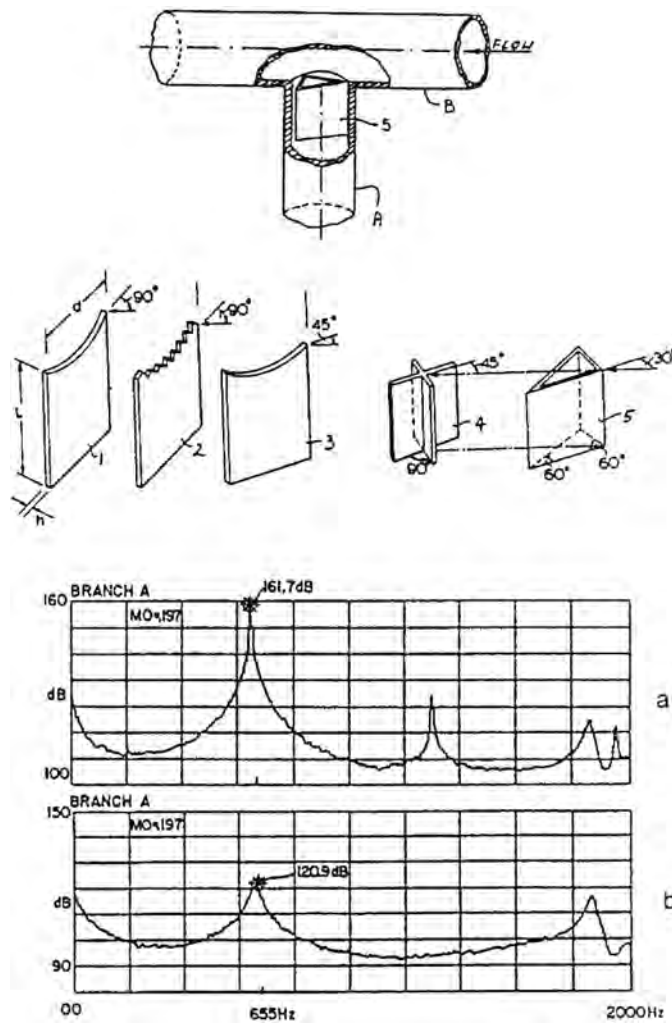 FLOW
B
5
A
d
90°
L
h
1
90°
2
45°
3
45°
4
90°
30°
5
60°
60°
BRANCH A
161,7dB
160
MO=,197
dB
100
a
BRANCH A
150
MO=,197
120.9dB
dB
90
b
00
655Hz
2000Hz